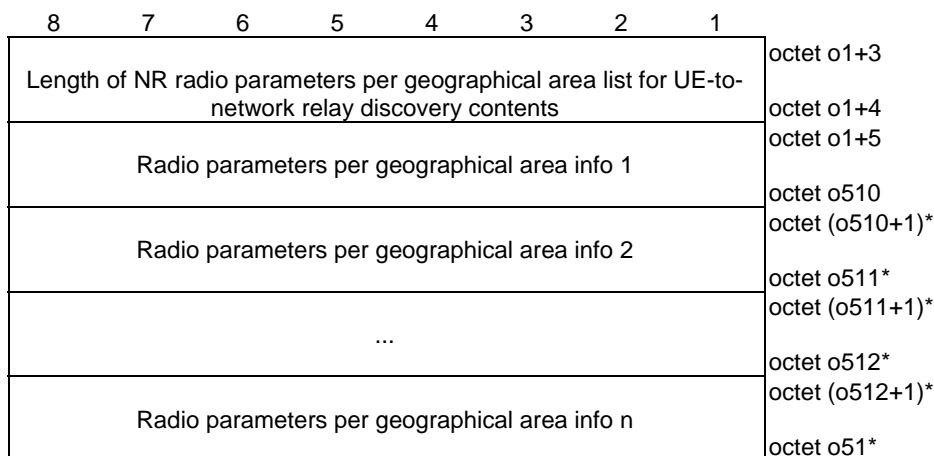 8 7 6 5 4 3 2 1
octet o1+3
Length of NR radio parameters per geographical area list for UE-to-
network relay discovery contents
octet o1+4
octet o1+5
Radio parameters per geographical area info 1
octet o510
octet (o510+1)*
Radio parameters per geographical area info 2
octet o511*
octet (o511+1)*
...
octet o512*
octet (o512+1)*
Radio parameters per geographical area info n
octet o51*